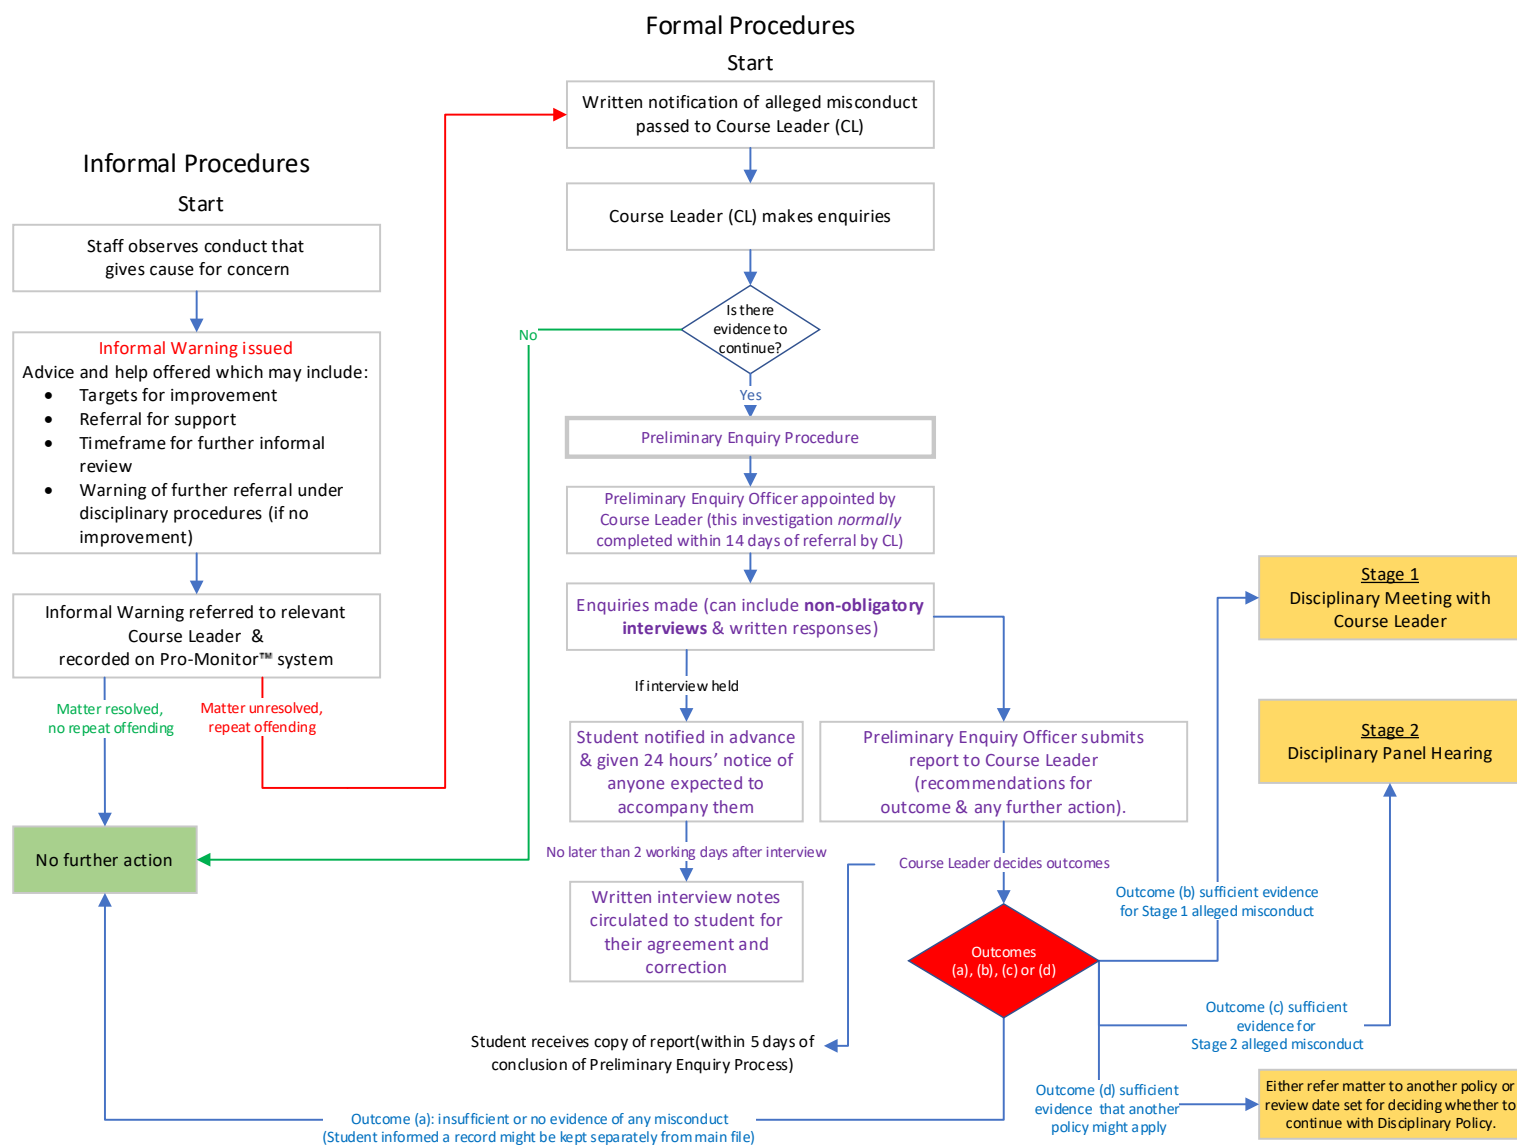 Formal Procedures
Start
Written notification of alleged misconduct
passed to Course Leader (CL)
Informal Procedures
Start
Course Leader (CL) makes enquiries
Staff observes conduct that
gives cause for concern
Is there
evidence to
continue?
No
Yes
Informal Warning issued
Advice and help offered which may include:
• Targets for improvement
• Referral for support
• Timeframe for further informal
review
• Warning of further referral under
disciplinary procedures (if no
improvement)
Preliminary Enquiry Procedure
Preliminary Enquiry Officer appointed by
Course Leader (this investigation normally
completed within 14 days of referral by CL)
Informal Warning referred to relevant
Course Leader &
recorded on Pro-Monitor™ system
Enquiries made (can include non-obligatory
interviews & written responses)
Stage 1
Disciplinary Meeting with
Course Leader
Matter resolved,
no repeat offending
Matter unresolved,
repeat offending
If interview held
Student notified in advance
& given 24 hours’ notice of
anyone expected to
accompany them
Preliminary Enquiry Officer submits
report to Course Leader
(recommendations for
outcome & any further action).
Stage 2
Disciplinary Panel Hearing
No further action
No later than 2 working days after interview
Course Leader decides outcomes
Written interview notes
circulated to student for
their agreement and
correction
Outcome (b) sufficient evidence
for Stage 1 alleged misconduct
Outcomes
(a), (b), (c) or (d)
Outcome (c) sufficient
evidence for
Stage 2 alleged misconduct
Student receives copy of report(within 5 days of
conclusion of Preliminary Enquiry Process)
Outcome (d) sufficient
evidence that another
policy might apply
Either refer matter to another policy or
review date set for deciding whether to
continue with Disciplinary Policy.
Outcome (a): insufficient or no evidence of any misconduct
(Student informed a record might be kept separately from main file)